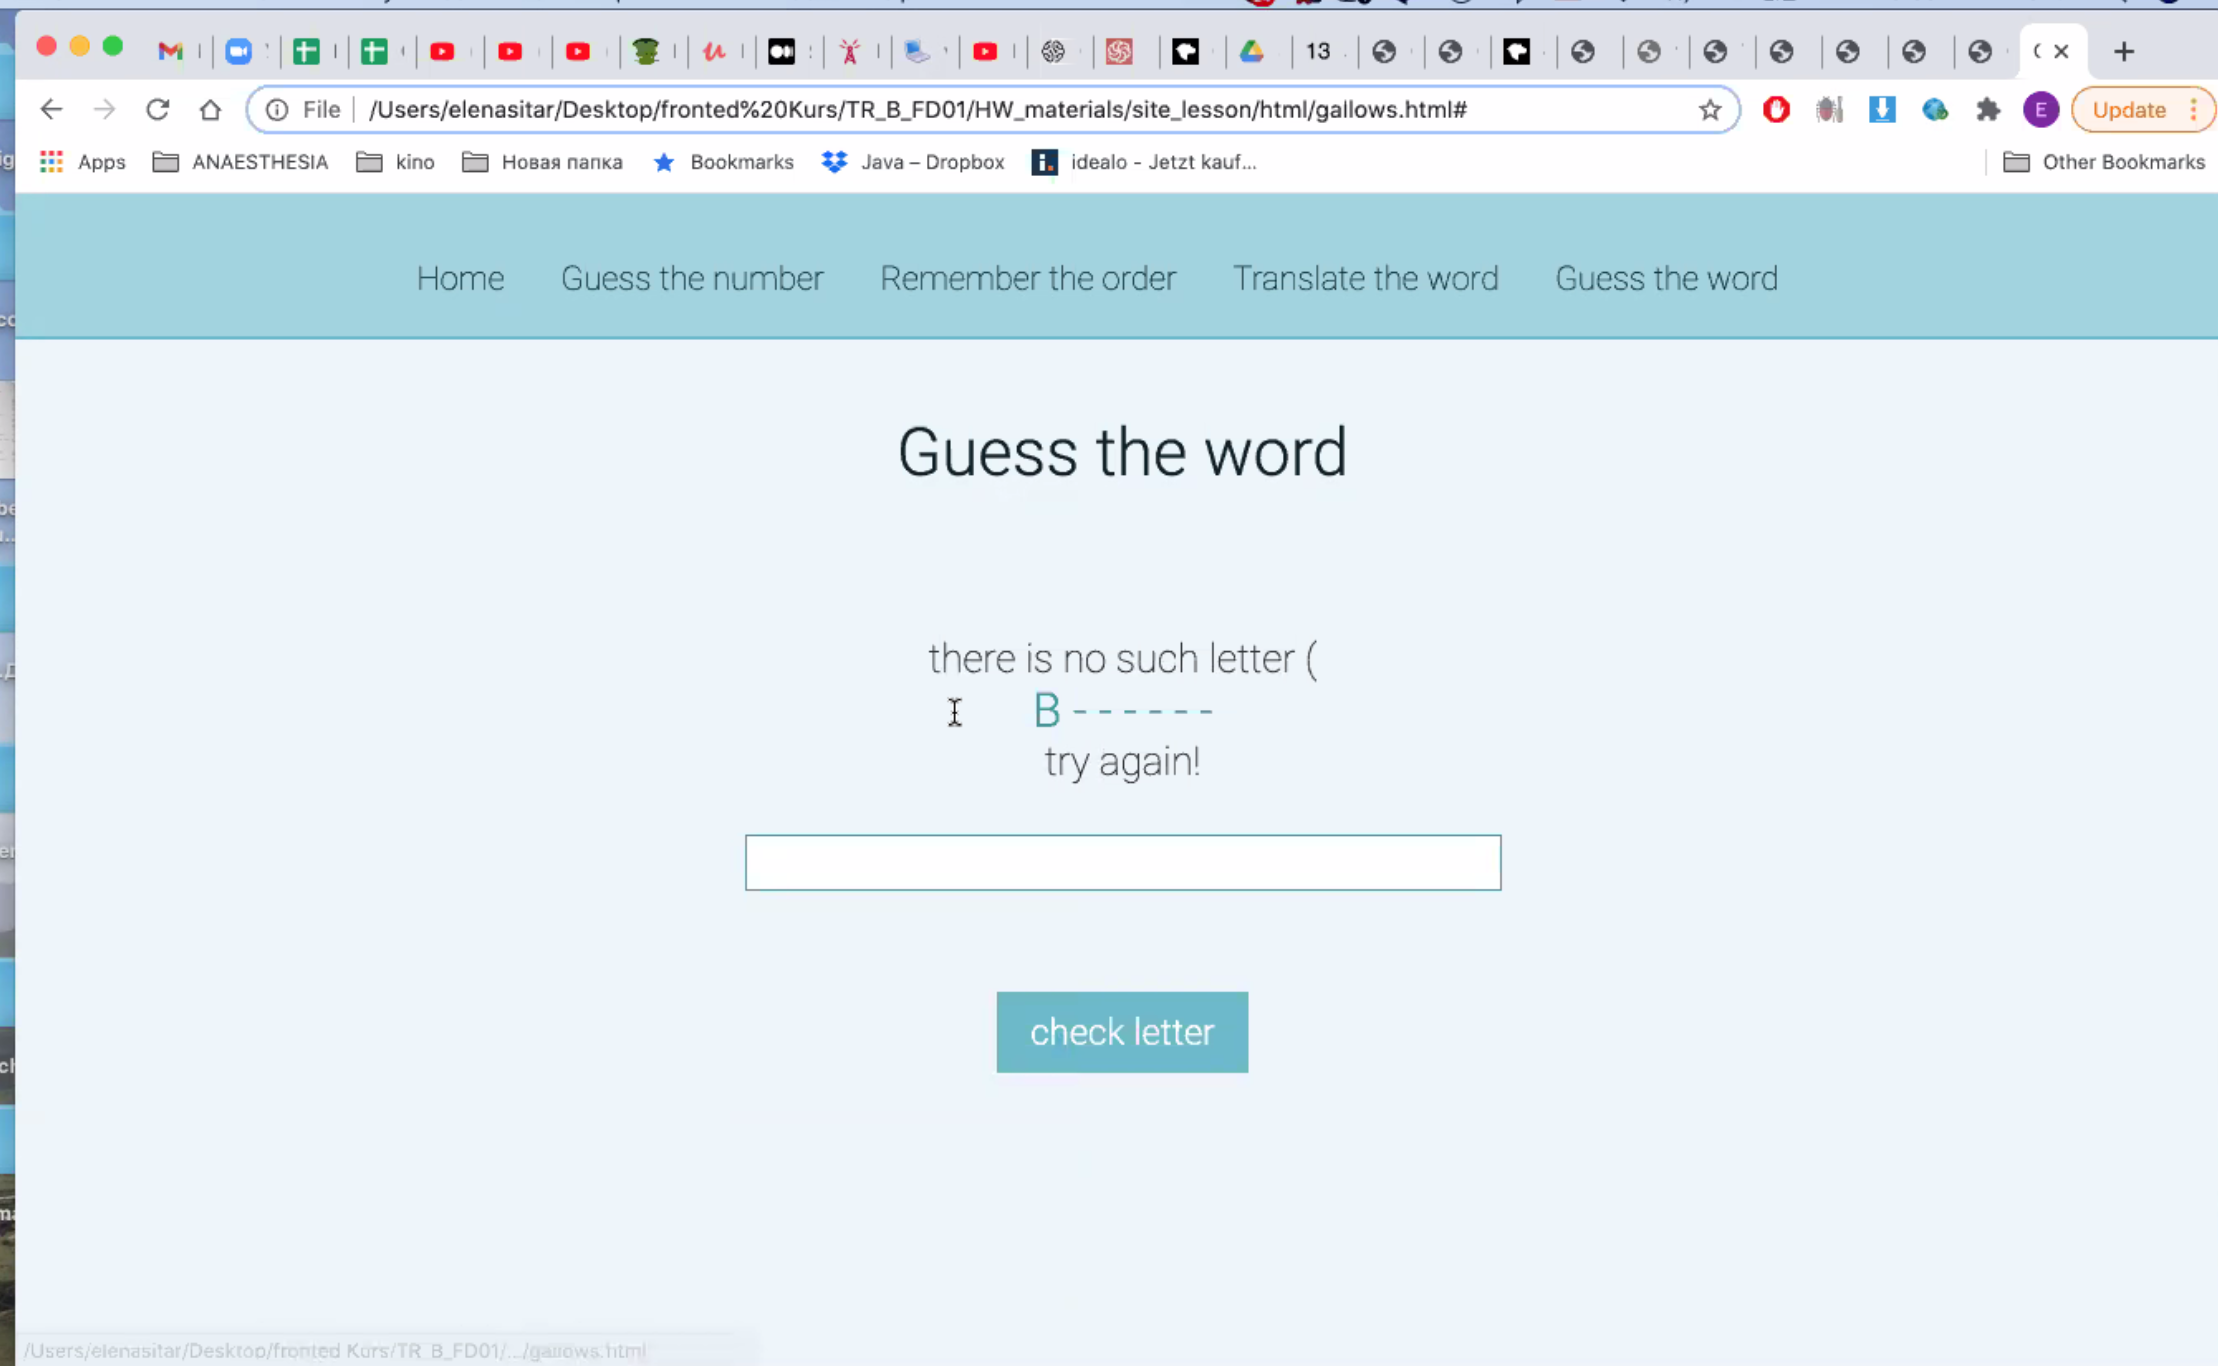 13
File /Users/elenasitar/Desktop/fronted%20Kurs/TR_B_FD01/HW_materials/site_lesson/html/gallows.html#
E
Update
Apps ANAESTHESIA kino Новая папка Bookmarks Java – Dropbox idealo - Jetzt kauf... Other Bookmarks
Home Guess the number Remember the order Translate the word Guess the word
Guess the word
there is no such letter (
B - - - - - -
try again!
check letter
/Users/elenasitar/Desktop/fronted Kurs/TR_B_FD01/.../gallows.html